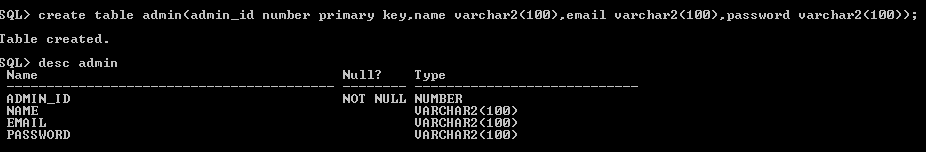 SQL> create table admin(admin_id number primary key,name varchar2(100),email varchar2(100),password varchar2(100));
Table created.
SQL> desc admin
Name Null? Type
----------------------------------------- -------- ----------------------------
ADMIN_ID NOT NULL NUMBER
NAME VARCHAR2(100)
EMAIL VARCHAR2(100)
PASSWORD VARCHAR2(100)